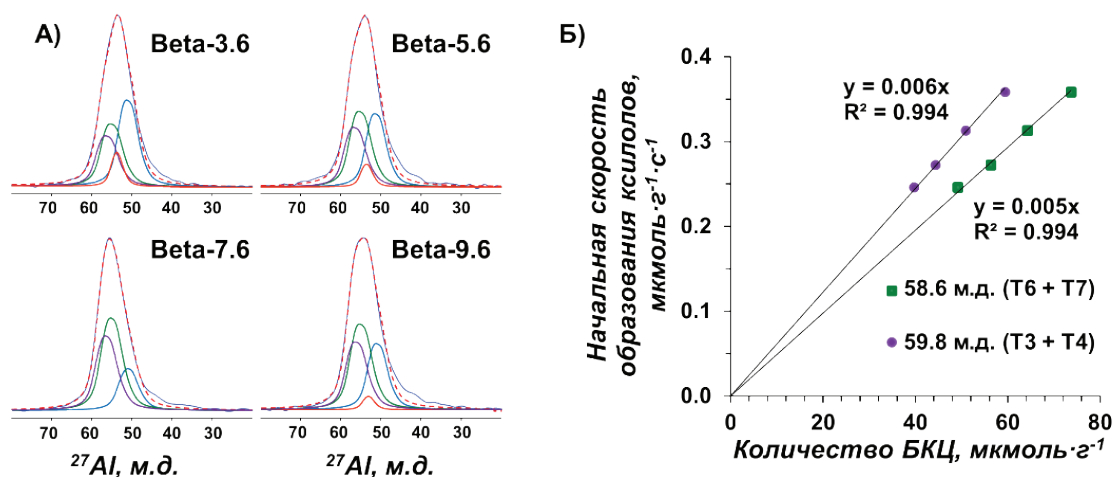 А)
Beta-3.6
Beta-5.6
70 60 50 40 30
70 60 50 40 30
Beta-7.6
Beta-9.6
70 60 50 40 30
70 60 50 40 30
²⁷Al, м.д.
²⁷Al, м.д.
Б)
Начальная скорость
образования ксилолов,
мкмоль·г⁻¹·с⁻¹
0.4
0.3
0.2
0.1
0.0
y = 0.006x
R² = 0.994
y = 0.005x
R² = 0.994
58.6 м.д. (T6 + T7)
59.8 м.д. (T3 + T4)
0 20 40 60 80
Количество БКЦ, мкмоль·г⁻¹